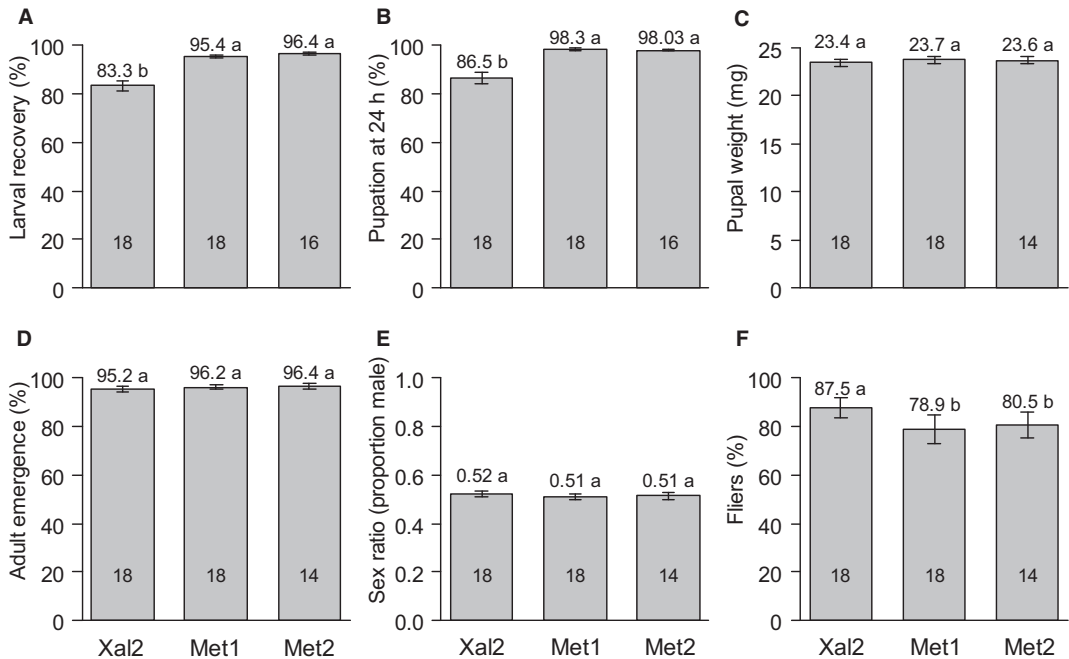 A
Larval recovery (%)
100
80
60
40
20
0
83.3 b
95.4 a
96.4 a
18
18
16
B
Pupation at 24 h (%)
100
80
60
40
20
0
86.5 b
98.3 a
98.03 a
18
18
16
C
Pupal weight (mg)
25
20
15
10
5
0
23.4 a
23.7 a
23.6 a
18
18
14
D
Adult emergence (%)
100
80
60
40
20
0
95.2 a
96.2 a
96.4 a
18
18
14
Xal2
Met1
Met2
E
Sex ratio (proportion male)
1.0
0.8
0.6
0.4
0.2
0.0
0.52 a
0.51 a
0.51 a
18
18
14
Xal2
Met1
Met2
F
Fliers (%)
100
80
60
40
20
0
87.5 a
78.9 b
80.5 b
18
18
14
Xal2
Met1
Met2